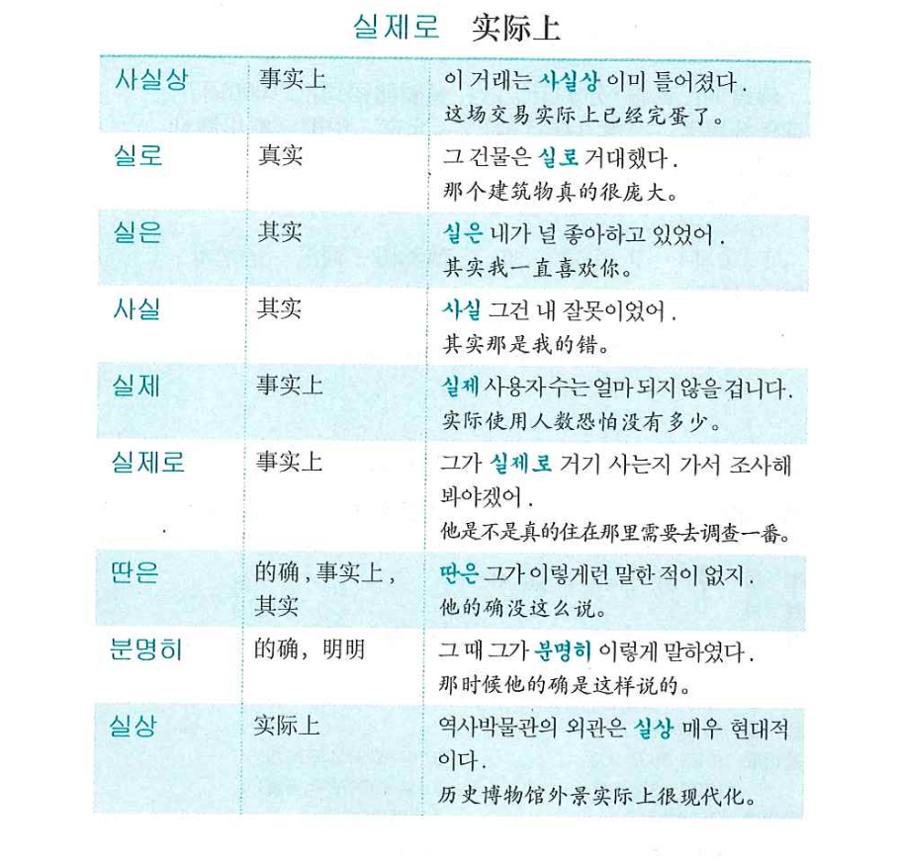 실제로 实际上
사실상 事实上 이 거래는 사실상 이미 틀어졌다.
这场交易实际上已经完蛋了。
실로 真实 그 건물은 실로 거대했다.
那个建筑物真的很庞大。
실은 其实 실은 내가 널 좋아하고 있었어.
其实我一直喜欢你。
사실 其实 사실 그건 내 잘못이었어.
其实那是我的错。
실제 事实上 실제 사용자 수는 얼마 되지 않을 겁니다.
实际使用人数恐怕没有多少。
실제로 事实上 그가 실제로 거기 사는지 가서 조사해
봐야겠어.
他是不是真的住在那里需要去调查一番。
딴은 的确,事实上, 딴은 그가 이렇게런 말한 적이 없지.
其实 他的确没这么说。
분명히 的确,明明 그 때 그가 분명히 이렇게 말하였다.
那时候他的确是这样说的。
실상 实际上 역사박물관의 외관은 실상 매우 현대적
이다.
历史博物馆外景实际上很现代化。